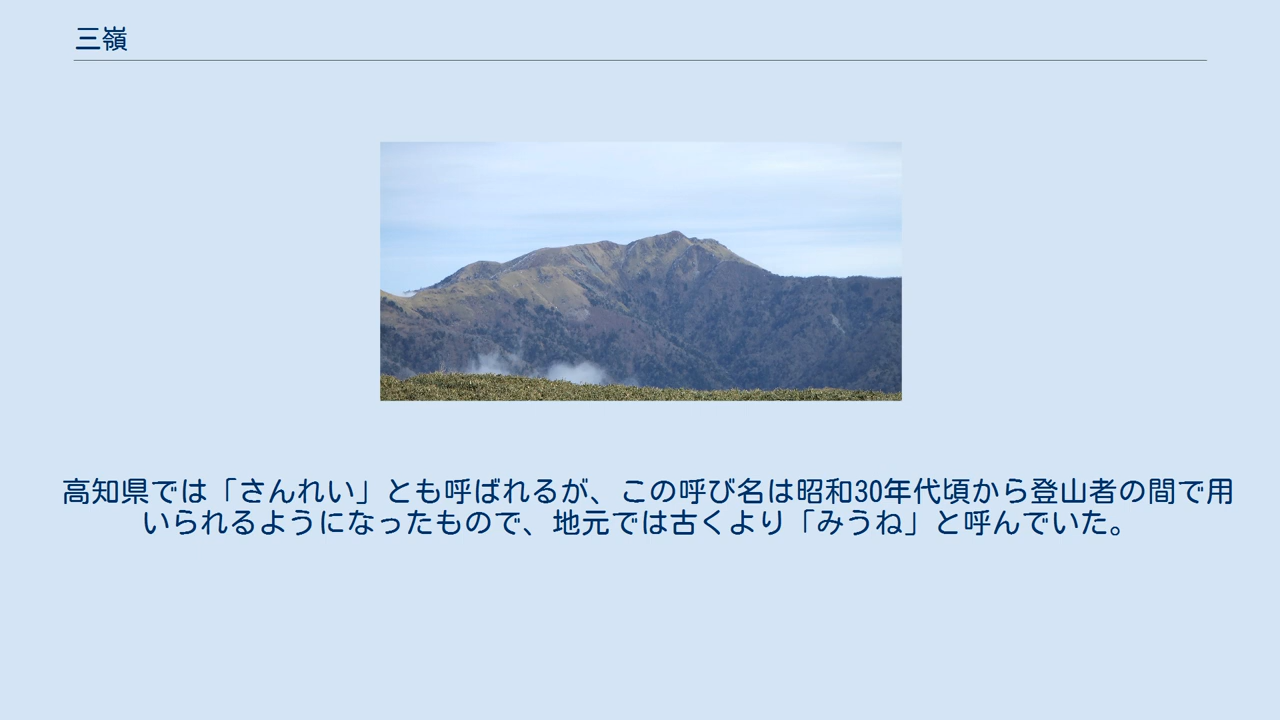 三嶺
高知県では「さんれい」とも呼ばれるが、この呼び名は昭和30年代頃から登山者の間で用
いられるようになったもので、地元では古くより「みうね」と呼んでいた。